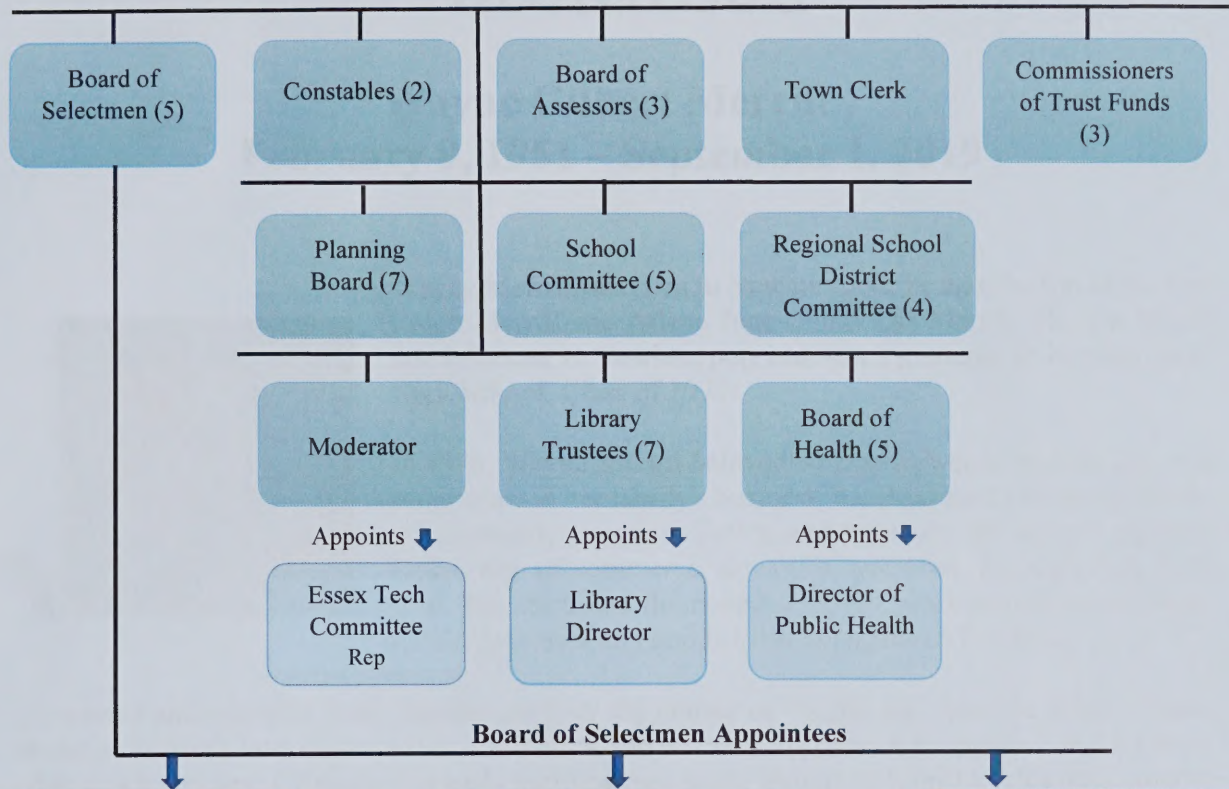 Board of
Selectmen (5)
Constables (2)
Board of
Assessors (3)
Town Clerk
Commissioners
of Trust Funds
(3)
Planning
Board (7)
School
Committee (5)
Regional School
District
Committee (4)
Moderator
Library
Trustees (7)
Board of
Health (5)
Appoints
Appoints
Appoints
Essex Tech
Committee
Rep
Library
Director
Director of
Public Health
Board of Selectmen Appointees